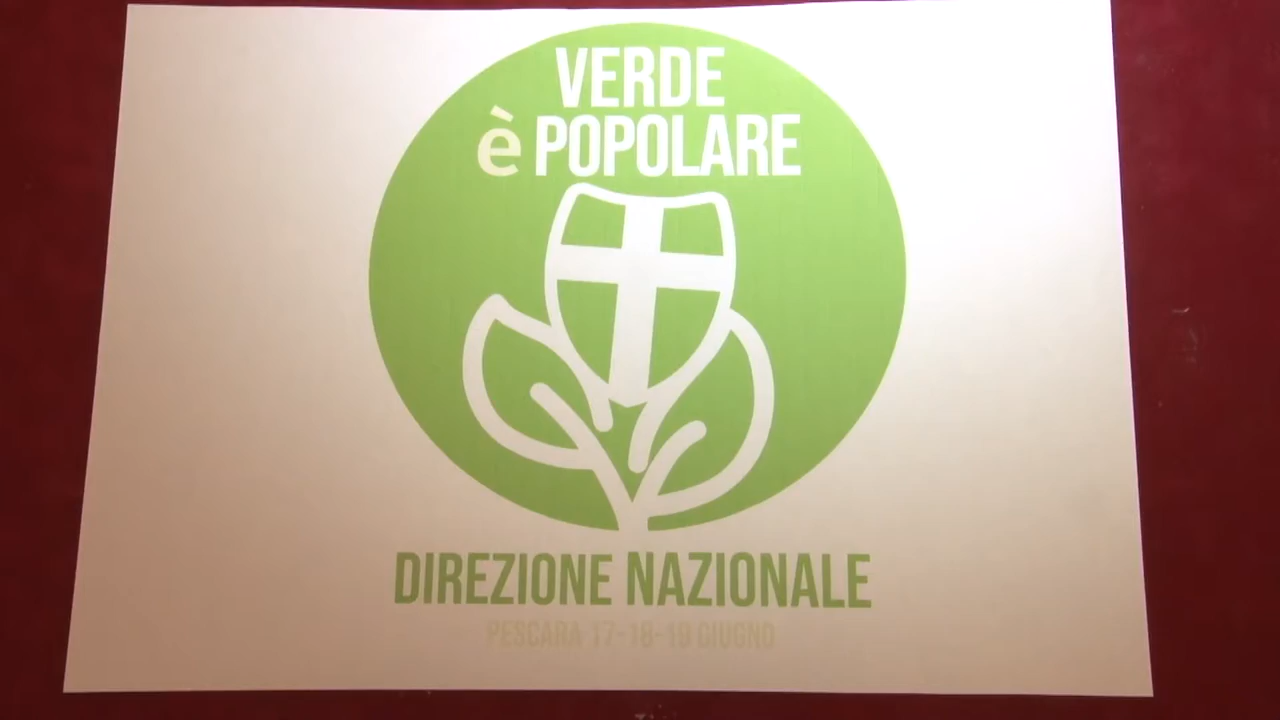 VERDE
è POPOLARE
DIREZIONE NAZIONALE
PESCARA 17-18-19 GIUGNO